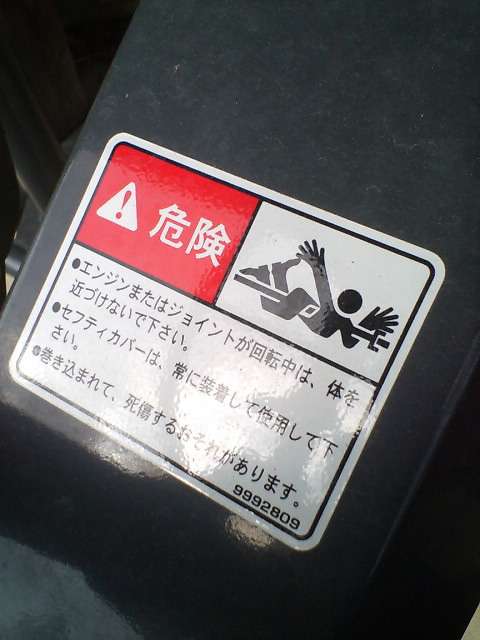 危険
●エンジンまたはジョイントが回転中は、体を
近づけないで下さい。
●セフティカバーは、常に装着して使用して下
さい。
●巻き込まれて、死傷するおそれがあります。
9992809